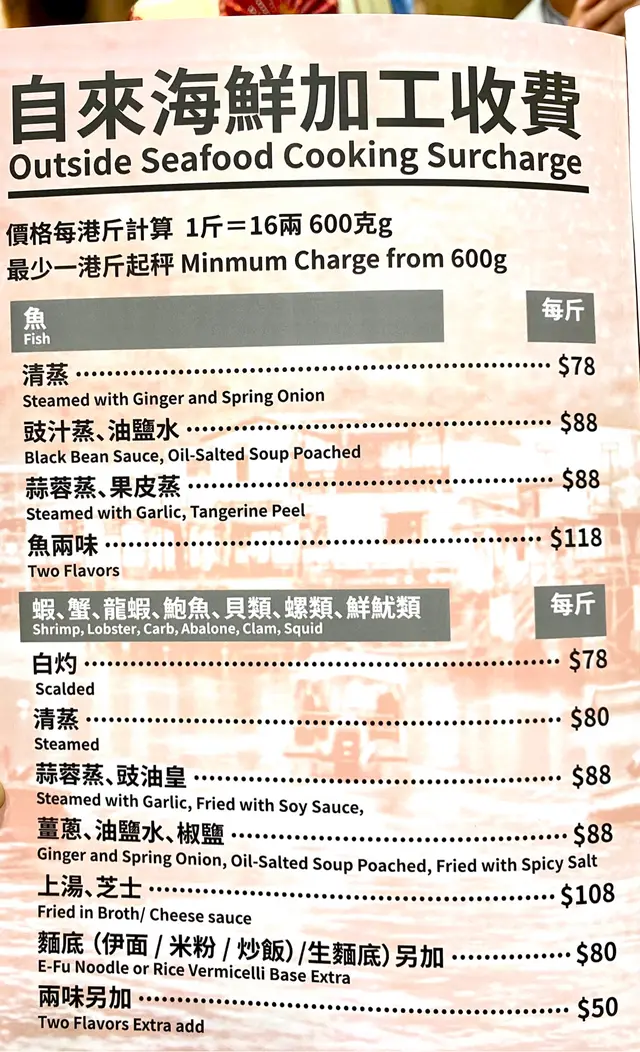 自來海鮮加工收費
Outside Seafood Cooking Surcharge
價格每港斤計算 1斤=16兩 600克g
最少一港斤起秤 Minmum Charge from 600g
魚 每斤
Fish
清蒸 $78
Steamed with Ginger and Spring Onion
豉汁蒸、油鹽水 $88
Black Bean Sauce, Oil-Salted Soup Poached
蒜蓉蒸、果皮蒸 $88
Steamed with Garlic, Tangerine Peel
魚兩味 $118
Two Flavors
蝦、蟹、龍蝦、鮑魚、貝類、螺類、鮮魷類 每斤
Shrimp, Lobster, Carb, Abalone, Clam, Squid
白灼 $78
Scalded
清蒸 $80
Steamed
蒜蓉蒸、豉油皇 $88
Steamed with Garlic, Fried with Soy Sauce,
薑蔥、油鹽水、椒鹽 $88
Ginger and Spring Onion, Oil-Salted Soup Poached, Fried with Spicy Salt
上湯、芝士 $108
Fried in Broth/ Cheese sauce
麵底（伊面 / 米粉 / 炒飯）/生麵底）另加 $80
E-Fu Noodle or Rice Vermicelli Base Extra
兩味另加 $50
Two Flavors Extra add